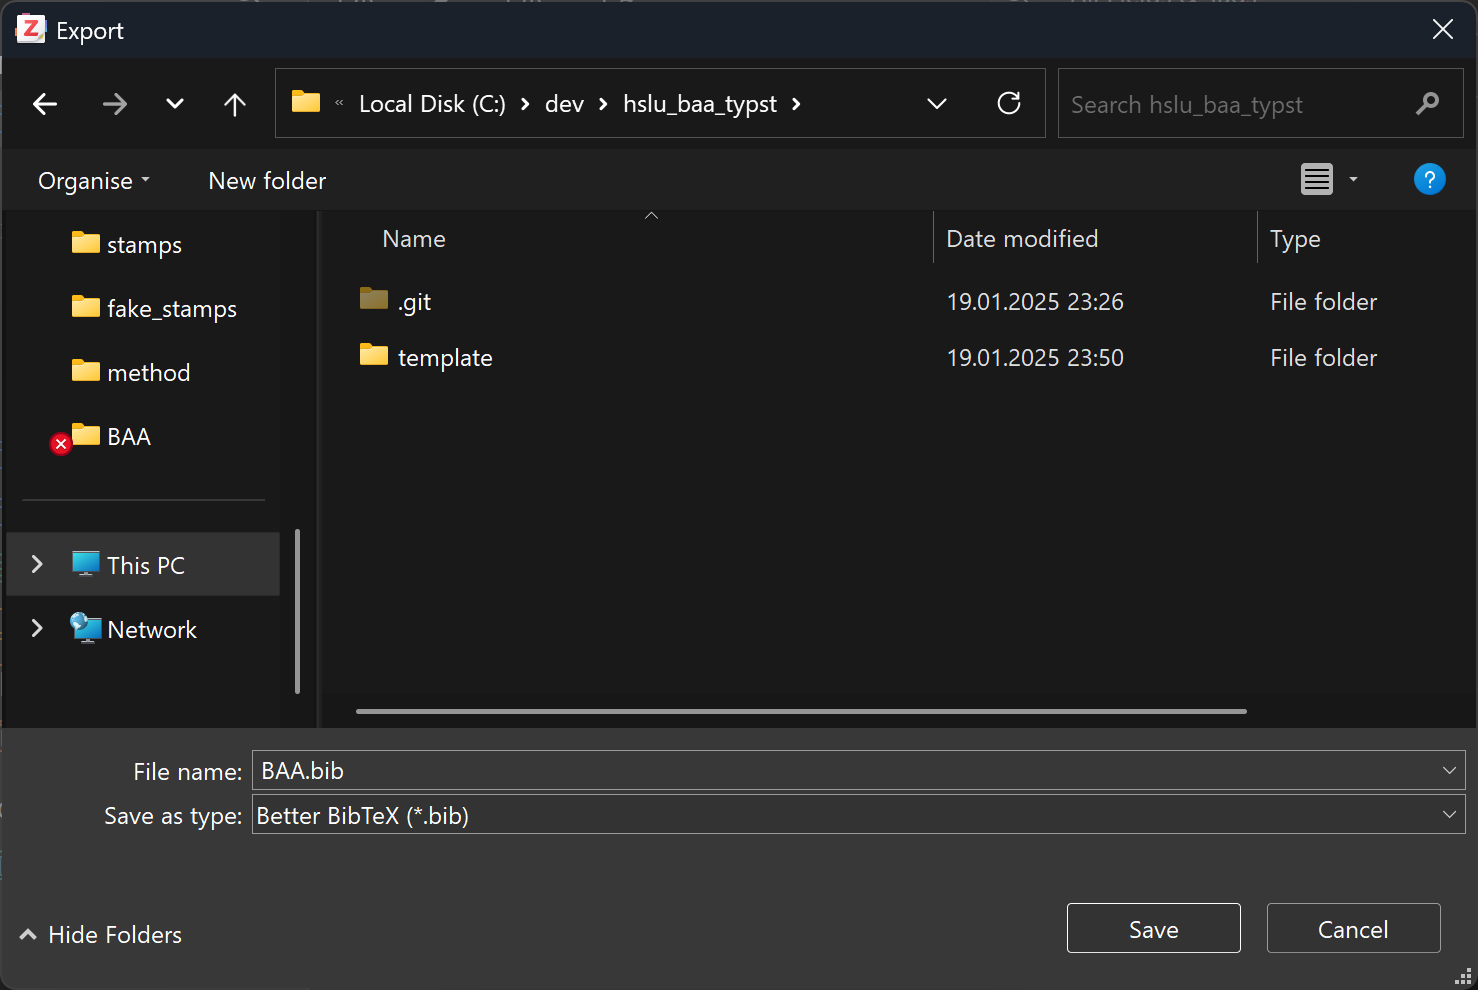 Z Export
« Local Disk (C:) > dev > hslu_baa_typst > Search hslu_baa_typst
Organise New folder ?
stamps
fake_stamps
method
BAA
This PC
Network
Name Date modified Type
.git 19.01.2025 23:26 File folder
template 19.01.2025 23:50 File folder
File name: BAA.bib
Save as type: Better BibTeX (*.bib)
Hide Folders Save Cancel